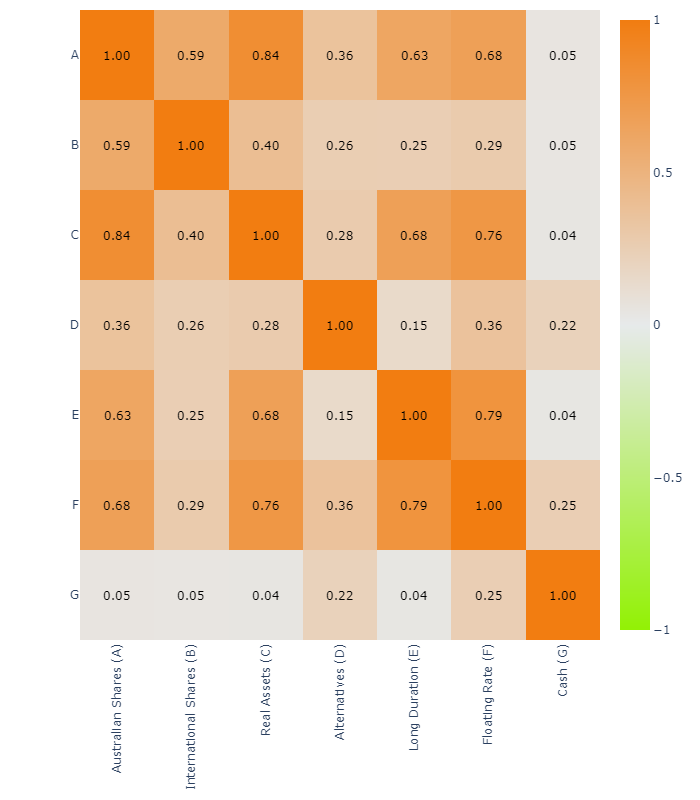 A 1.00 0.59 0.84 0.36 0.63 0.68 0.05
B 0.59 1.00 0.40 0.26 0.25 0.29 0.05
C 0.84 0.40 1.00 0.28 0.68 0.76 0.04
D 0.36 0.26 0.28 1.00 0.15 0.36 0.22
E 0.63 0.25 0.68 0.15 1.00 0.79 0.04
F 0.68 0.29 0.76 0.36 0.79 1.00 0.25
G 0.05 0.05 0.04 0.22 0.04 0.25 1.00
Australian Shares (A)
International Shares (B)
Real Assets (C)
Alternatives (D)
Long Duration (E)
Floating Rate (F)
Cash (G)
1
0.5
0
−0.5
−1